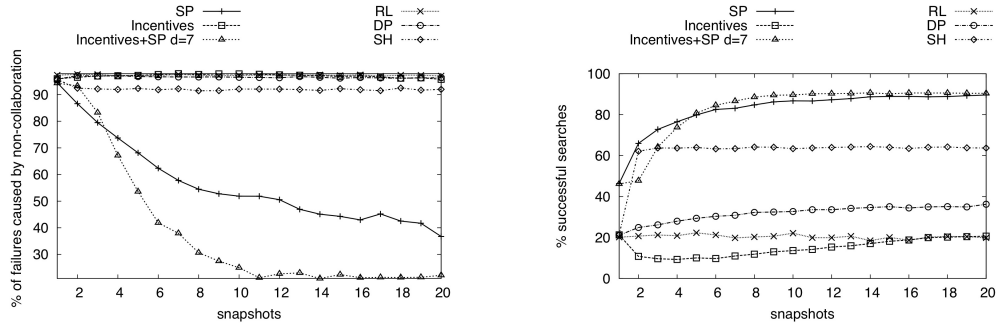 SP
Incentives
Incentives+SP d=7
RL
DP
SH
% of failures caused by non-collaboration
90
80
70
60
50
40
30
2 4 6 8 10 12 14 16 18 20
snapshots
SP
Incentives
Incentives+SP d=7
RL
DP
SH
% successful searches
100
80
60
40
20
0
2 4 6 8 10 12 14 16 18 20
snapshots